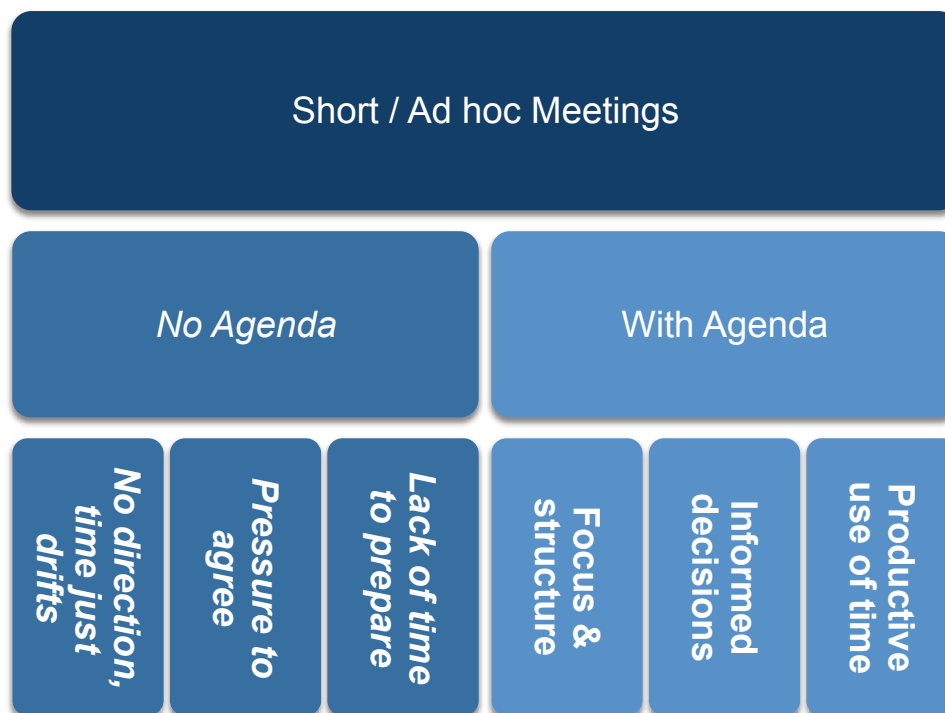 Short / Ad hoc Meetings
No Agenda
With Agenda
No direction,
time just
drifts
Pressure to
agree
Lack of time
to prepare
Focus &
structure
Informed
decisions
Productive
use of time